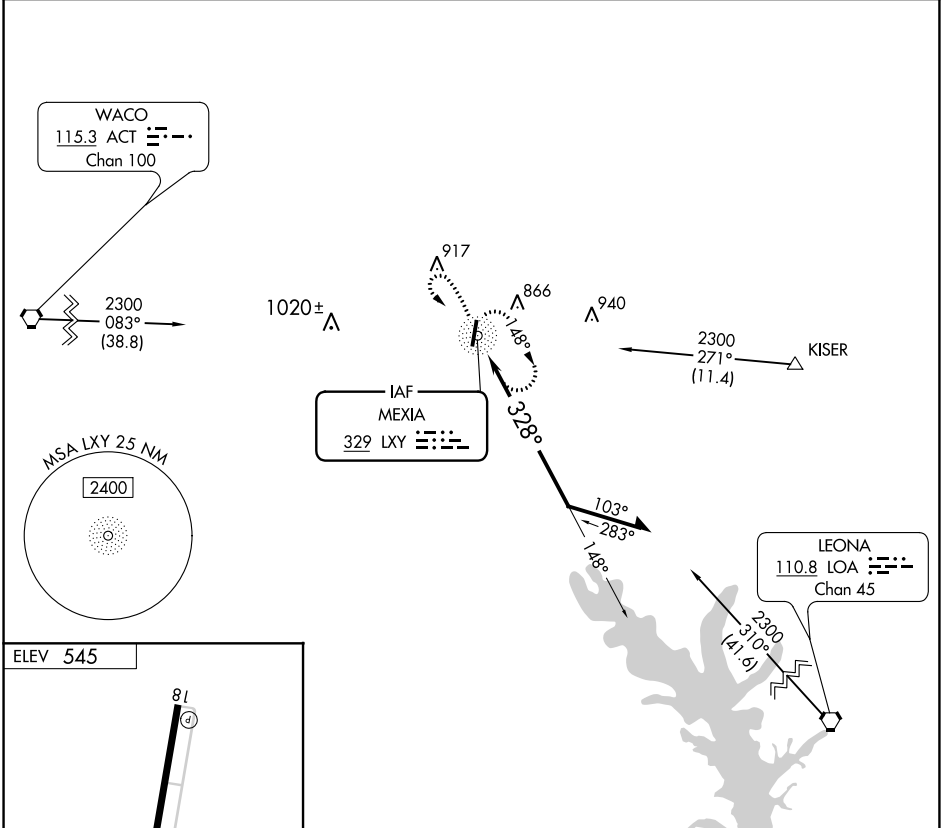 WACO
115.3 ACT
Chan 100
2300
083°
(38.8)
1020±
917
866
940
148°
2300
271°
(11.4)
KISER
IAF
MEXIA
329 LXY
328°
MSA LXY 25 NM
2400
103°
283°
148°
LEONA
110.8 LOA
Chan 45
2300
310°
(41.6)
ELEV 545
18
P